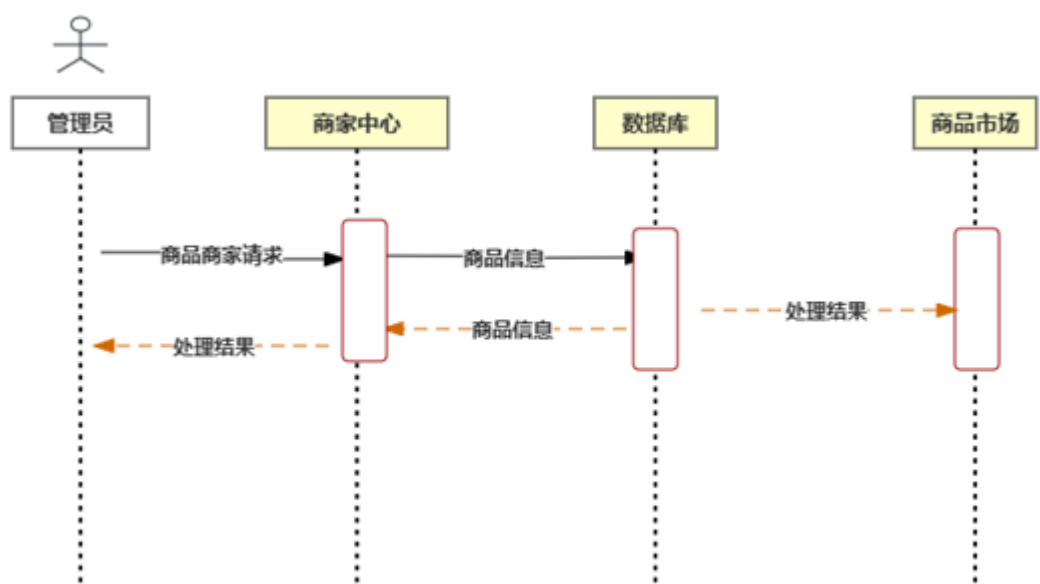 管理员
商家中心
数据库
商品市场
商品商家请求
商品信息
处理结果
商品信息
处理结果